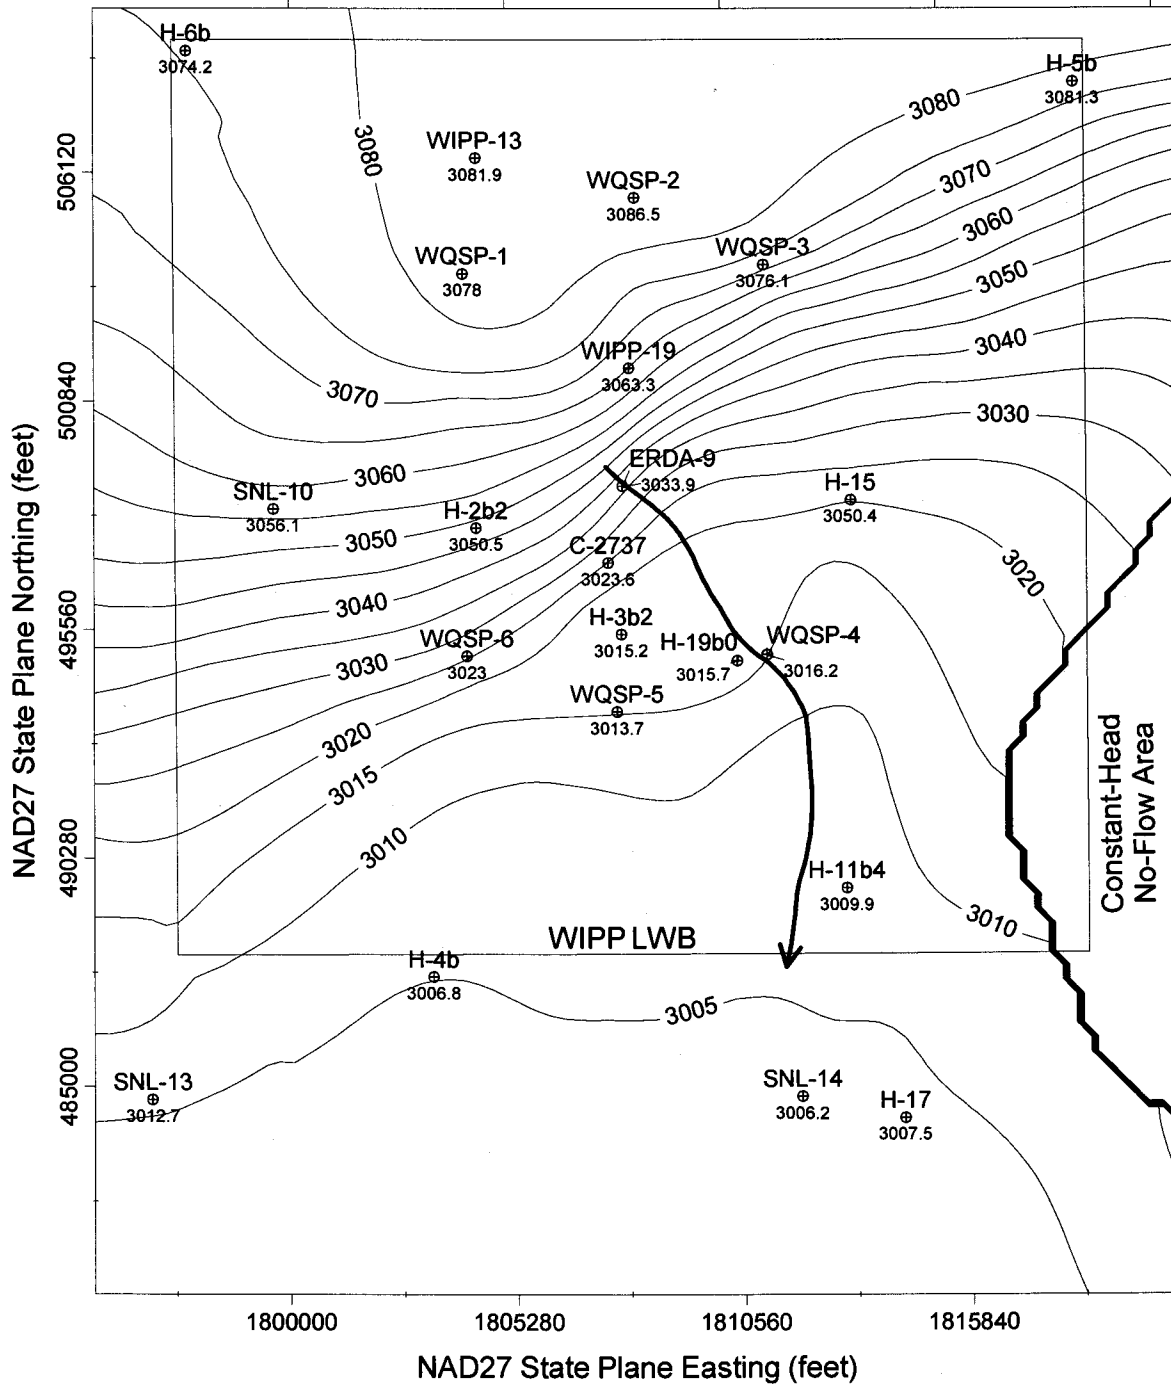 H-6b
3074.2
H-5b
3081.3
3080
3080
WIPP-13
3081.9
WQSP-2
3086.5
3070
3060
WQSP-1
3078
WQSP-3
3076.1
3050
3040
WIPP-19
3063.3
3070
3030
3060
ERDA-9
3033.9
SNL-10
3056.1
H-2b2
3050.5
H-15
3050.4
3050
C-2737
3023.6
3020
3040
H-3b2
3015.2
WQSP-6
3023
H-19b0
3015.7
WQSP-4
3016.2
3030
WQSP-5
3013.7
3020
3015
3010
H-11b4
3009.9
3010
Constant-Head
No-Flow Area
WIPP LWB
H-4b
3006.8
3005
SNL-13
3012.7
SNL-14
3006.2
H-17
3007.5
506120
500840
495560
490280
485000
NAD27 State Plane Northing (feet)
1800000
1805280
1810560
1815840
NAD27 State Plane Easting (feet)